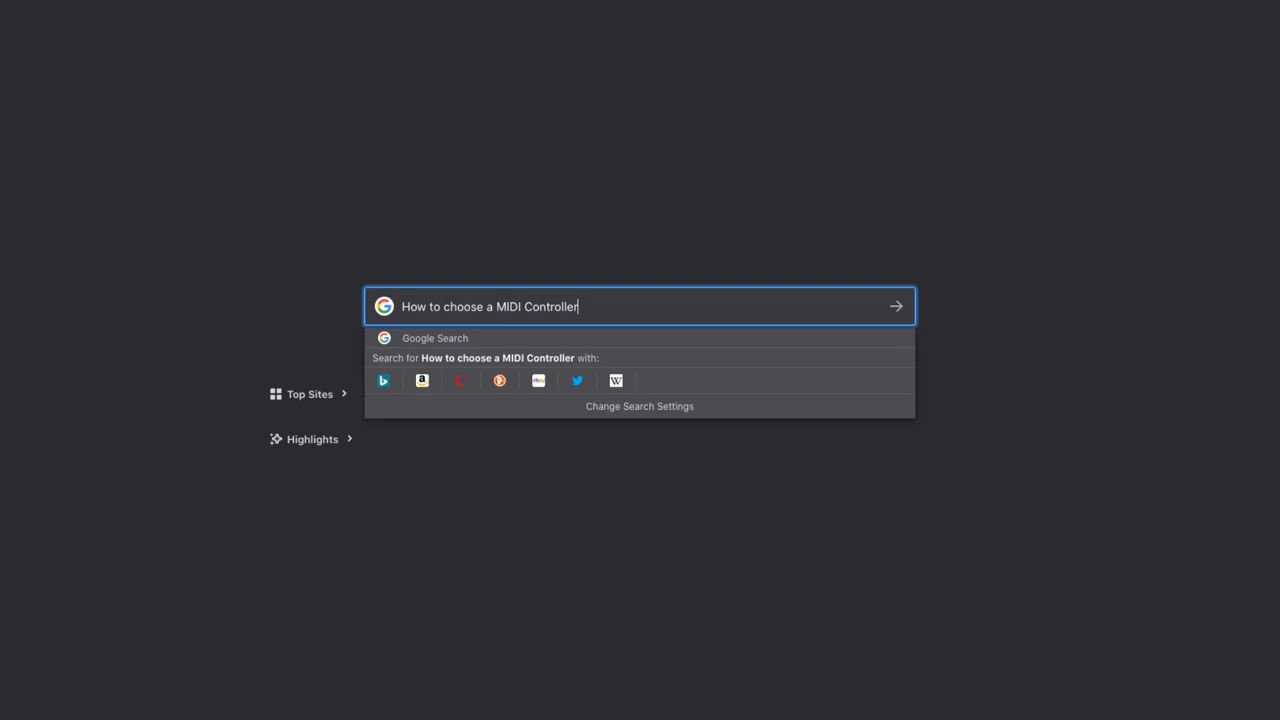 How to choose a MIDI Controller
Google Search
Search for How to choose a MIDI Controller with:
Change Search Settings
Top Sites
Highlights